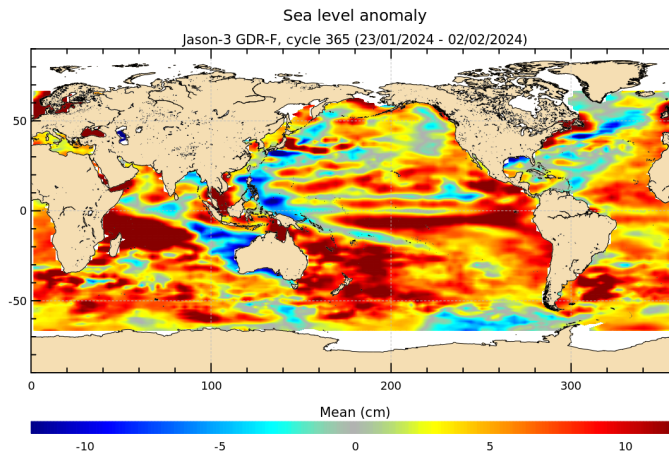 Sea level anomaly
Jason-3 GDR-F, cycle 365 (23/01/2024 - 02/02/2024)
50
0
-50
0 100 200 300
Mean (cm)
-10 -5 0 5 10